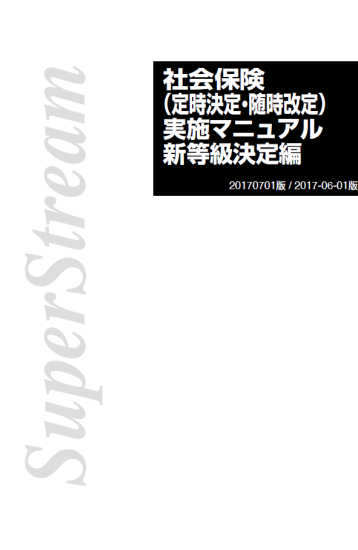 社会保険
(定時決定・随時改定)
実施マニュアル
新等級決定編
20170701版 / 2017-06-01版
SuperStream